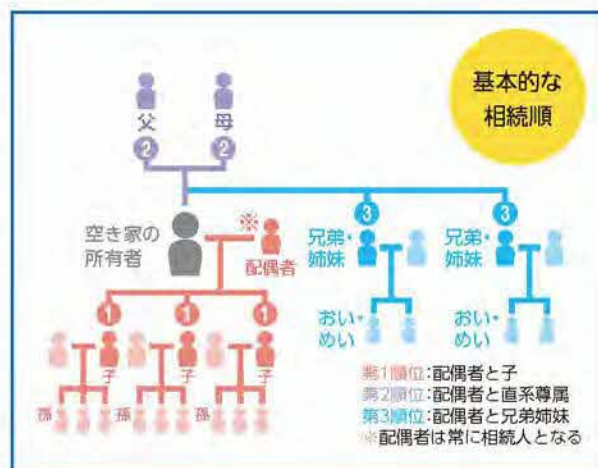 基本的な
相続順
父
母
2
2
3
3
空き家の
所有者
※
配偶者
兄弟・
姉妹
兄弟・
姉妹
1
1
1
おい・
めい
おい・
めい
子
子
子
孫
孫
孫
第1順位:配偶者と子
第2順位:配偶者と直系尊属
第3順位:配偶者と兄弟姉妹
※配偶者は常に相続人となる